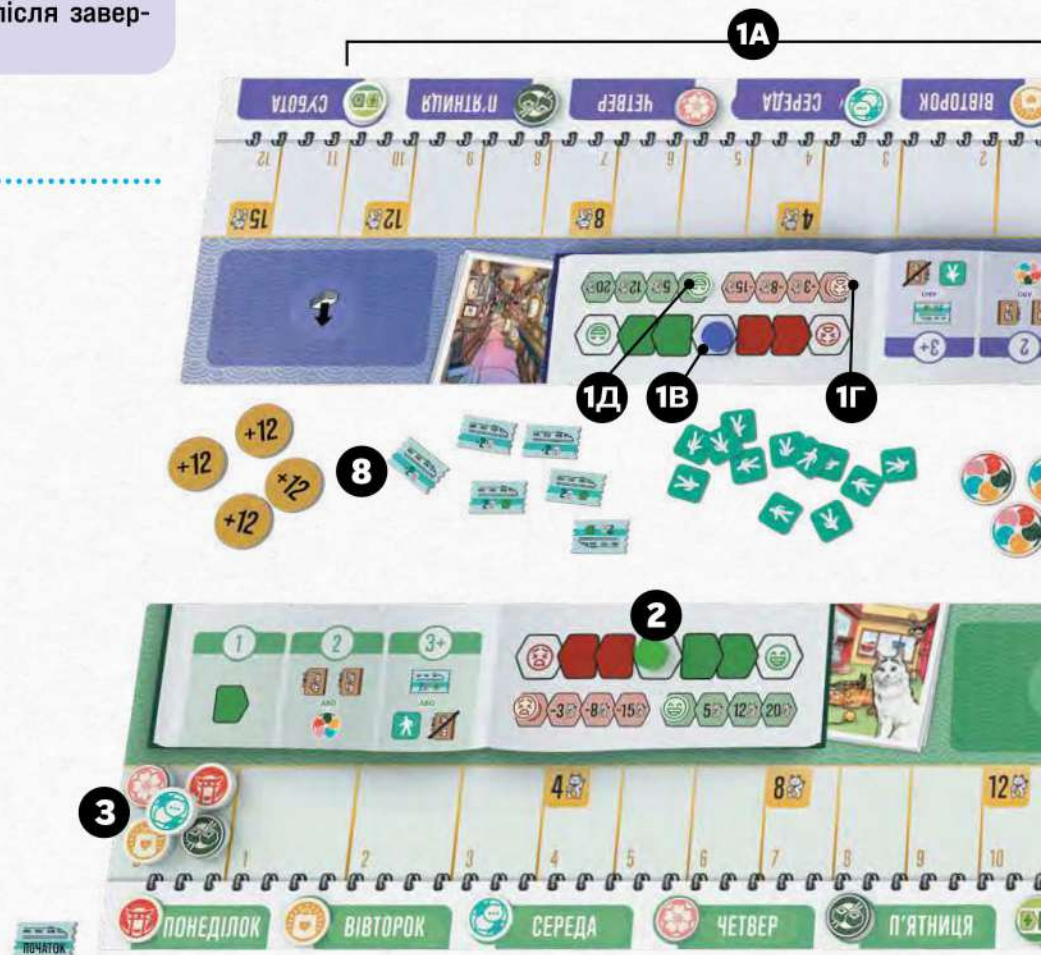 після завер-
1А
СУБОТА
П'ЯТНИЦЯ
ЧЕТВЕР
СЕРЕДА
ВІВТОРОК
12 11 10 9 8 7 6 5 4 3 2
15 12 8 4
20 12 5 -15 -8 -3
3+ 2
1Д 1В 1Г
+12
+12
+12
+12
8
2
1 2 3+
АБО АБО
-3 -8 -15 5 12 20
3
4 8 12
1 2 3 4 5 6 7 8 9 10
ПОНЕДІЛОК
ВІВТОРОК
СЕРЕДА
ЧЕТВЕР
П'ЯТНИЦЯ
ПОЧАТОК